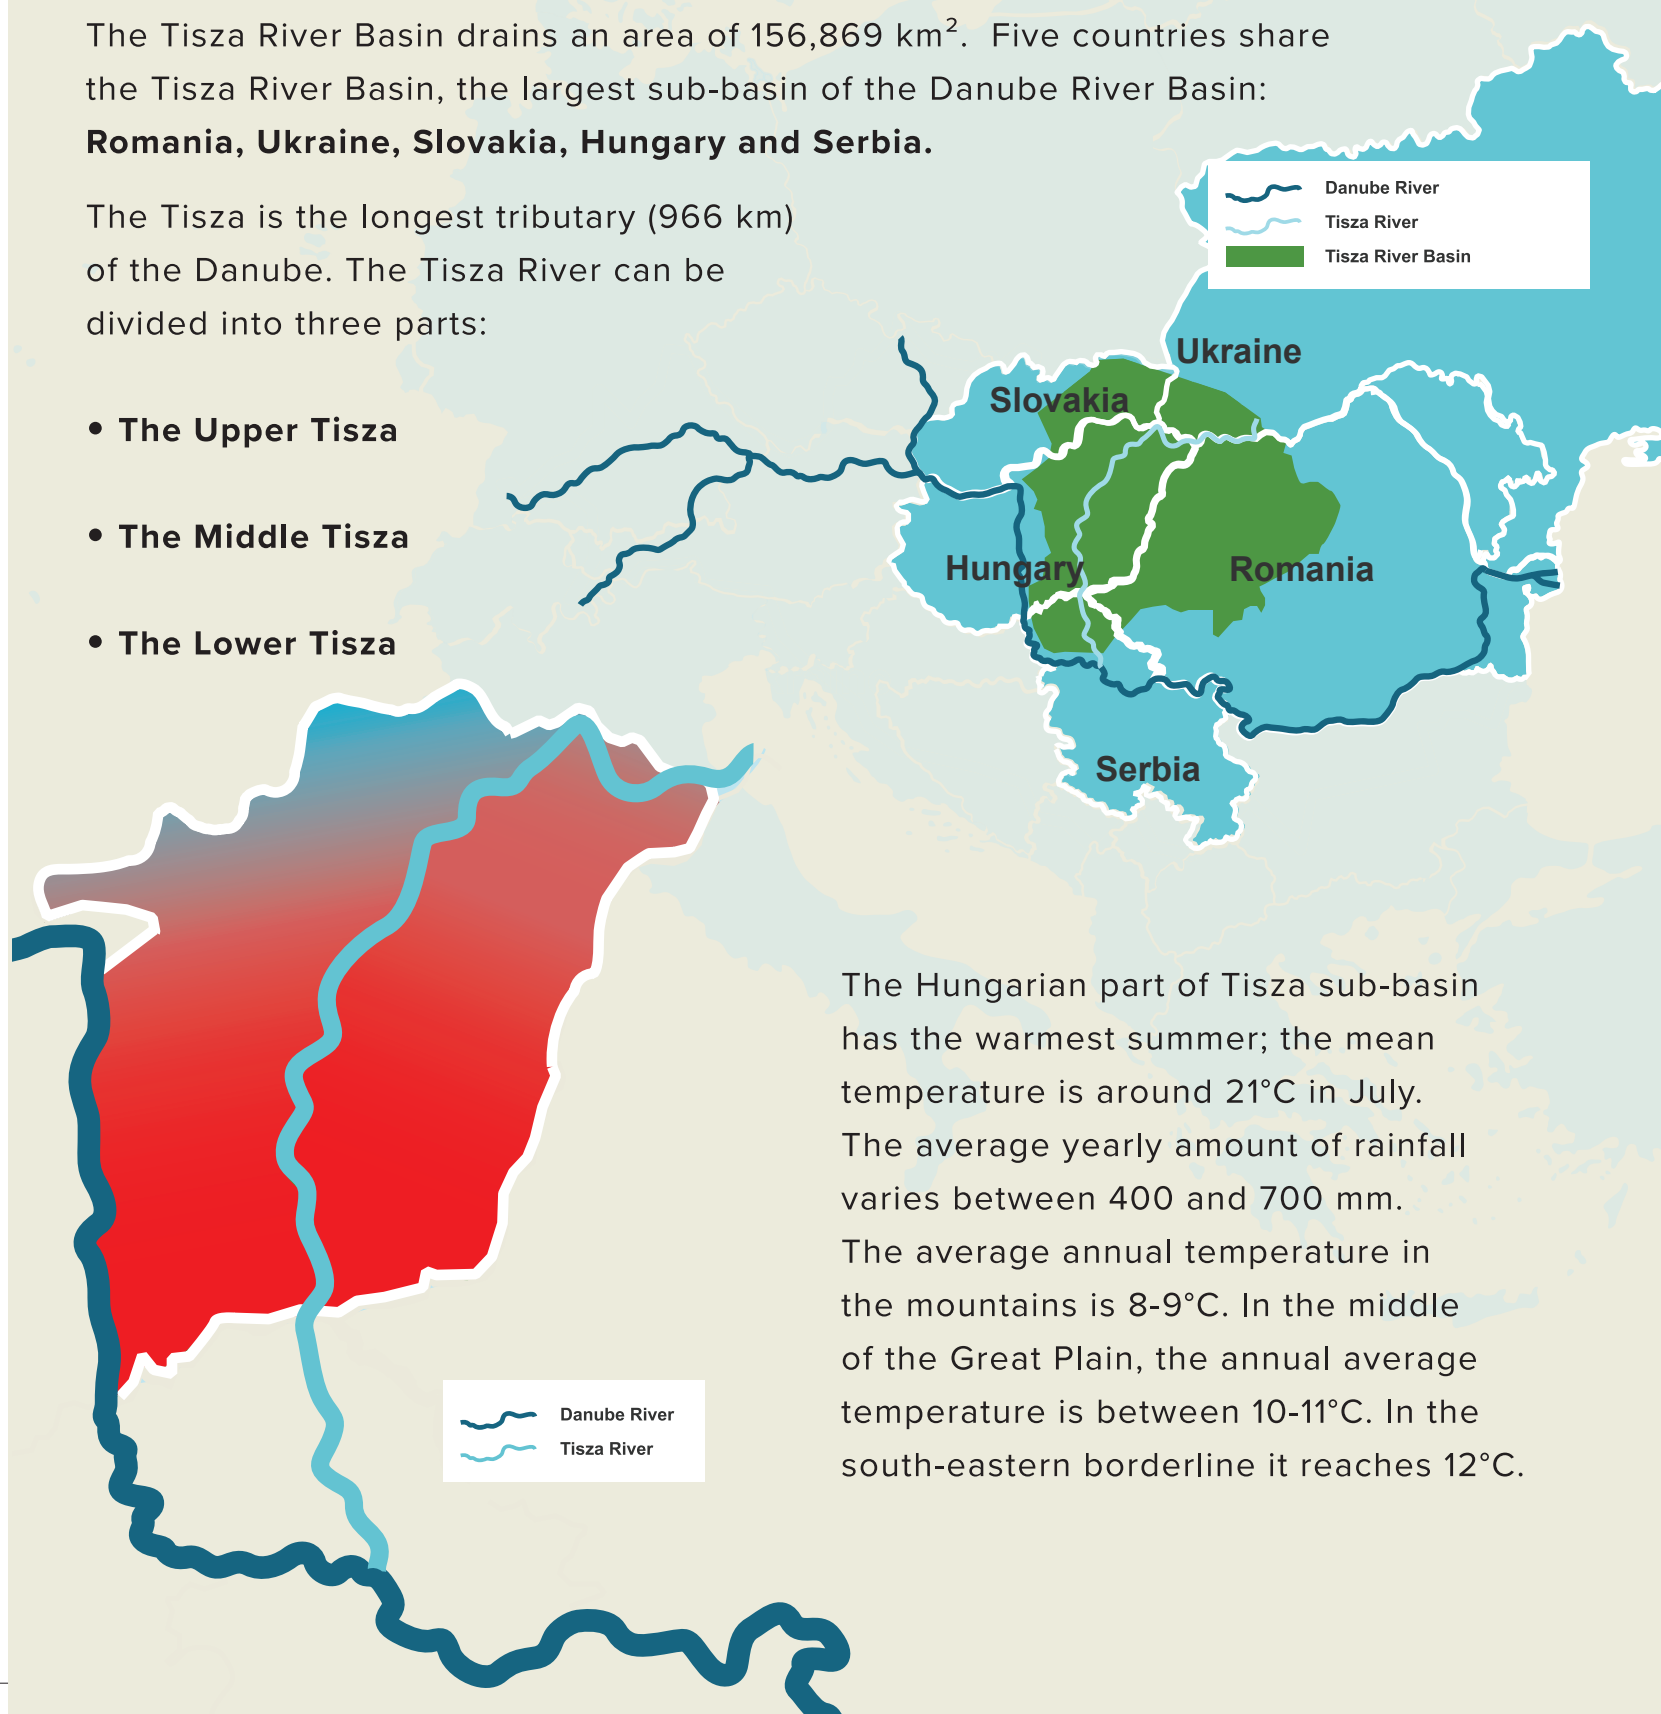 The Tisza River Basin drains an area of 156,869 km².  Five countries share
the Tisza River Basin, the largest sub-basin of the Danube River Basin:
Romania, Ukraine, Slovakia, Hungary and Serbia.
The Tisza is the longest tributary (966 km)
of the Danube. The Tisza River can be
divided into three parts:
• The Upper Tisza
• The Middle Tisza
• The Lower Tisza
Danube River
Tisza River
Tisza River Basin
Ukraine
Slovakia
Hungary
Romania
Serbia
The Hungarian part of Tisza sub-basin
has the warmest summer; the mean
temperature is around 21°C in July.
The average yearly amount of rainfall
varies between 400 and 700 mm.
The average annual temperature in
the mountains is 8-9°C. In the middle
of the Great Plain, the annual average
temperature is between 10-11°C. In the
south-eastern borderline it reaches 12°C.
Danube River
Tisza River